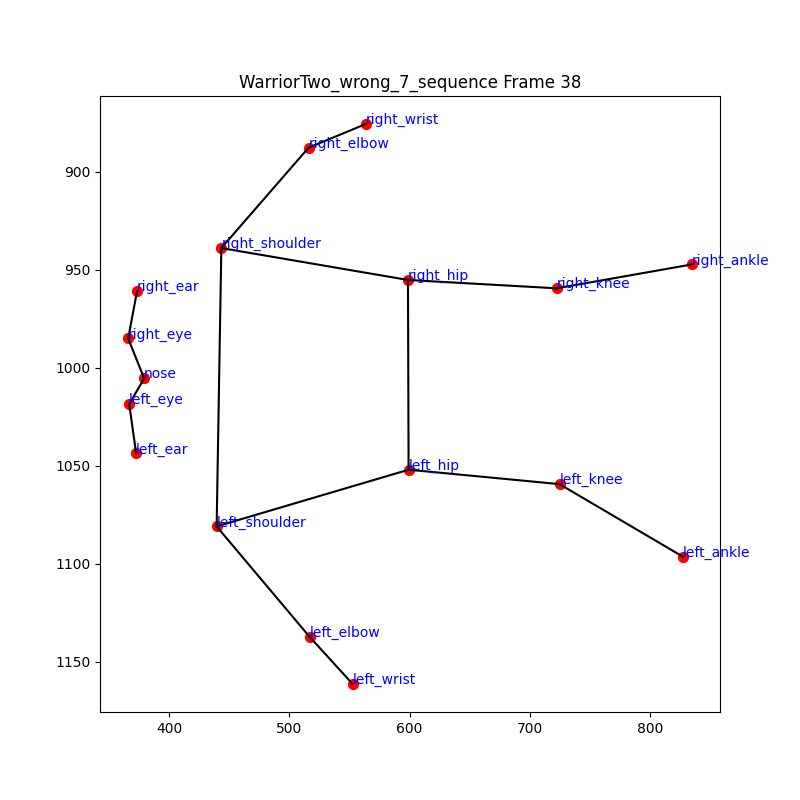 WarriorTwo_wrong_7_sequence Frame 38
right_wrist
right_elbow
right_shoulder
right_ankle
right_hip
right_knee
right_ear
right_eye
nose
left_eye
left_ear
left_hip
left_knee
left_shoulder
left_ankle
left_elbow
left_wrist
900
950
1000
1050
1100
1150
400 500 600 700 800